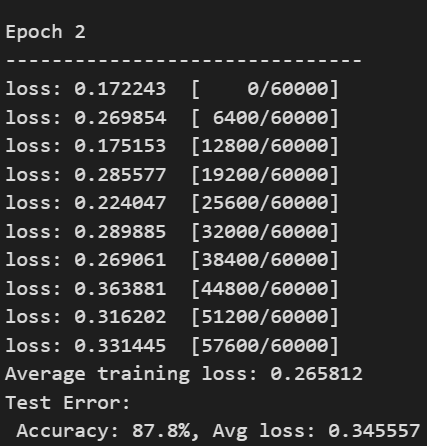 Epoch 2
-------------------------------
loss: 0.172243  [    0/60000]
loss: 0.269854  [ 6400/60000]
loss: 0.175153  [12800/60000]
loss: 0.285577  [19200/60000]
loss: 0.224047  [25600/60000]
loss: 0.289885  [32000/60000]
loss: 0.269061  [38400/60000]
loss: 0.363881  [44800/60000]
loss: 0.316202  [51200/60000]
loss: 0.331445  [57600/60000]
Average training loss: 0.265812
Test Error:
 Accuracy: 87.8%, Avg loss: 0.345557